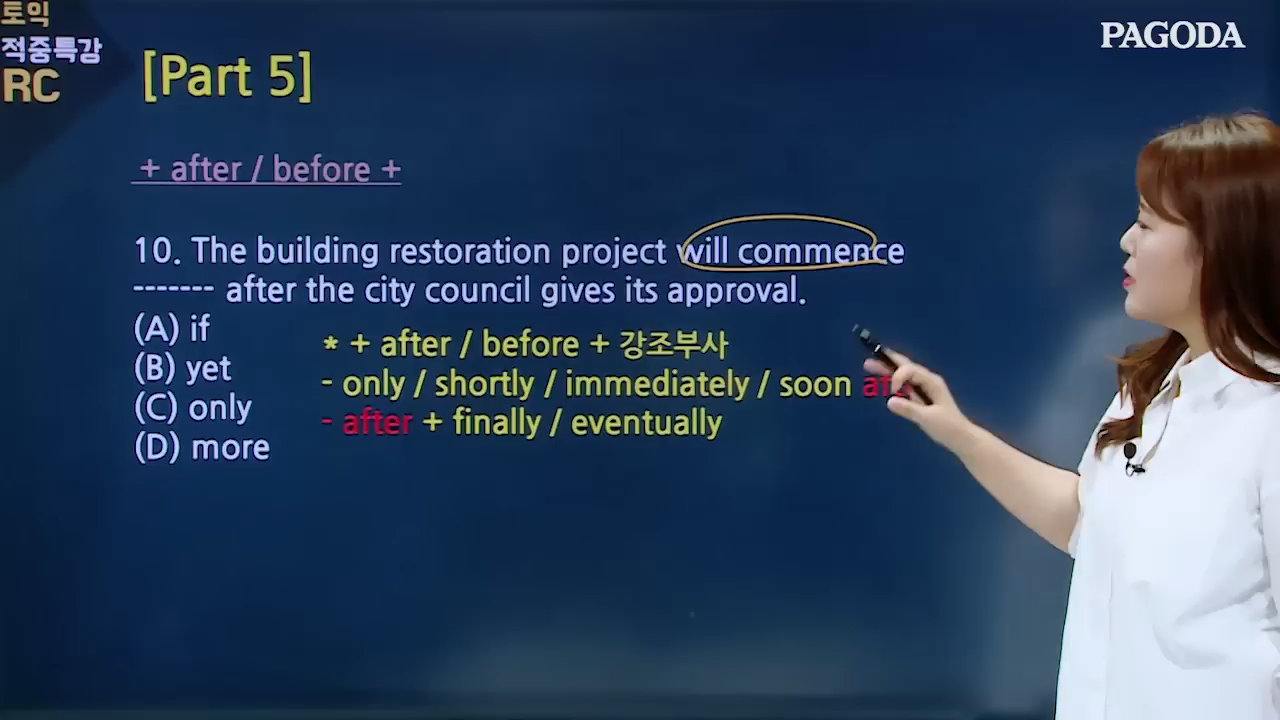 토익
적중특강
RC
PAGODA
[Part 5]
+ after / before +
10. The building restoration project will commence
------- after the city council gives its approval.
(A) if
(B) yet
(C) only
(D) more
* + after / before + 강조부사
- only / shortly / immediately / soon
- after + finally / eventually